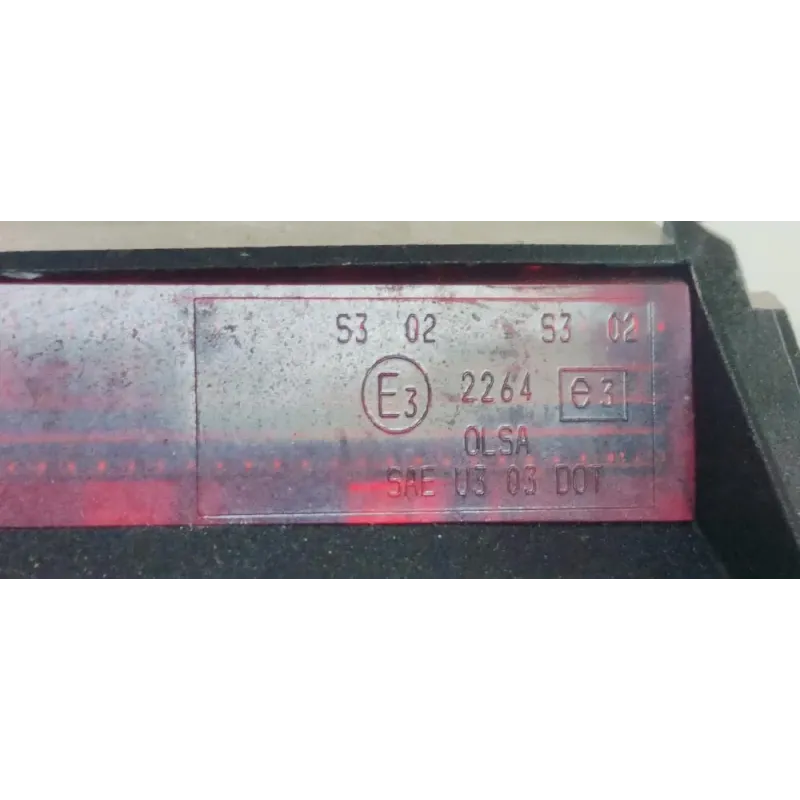 S3 02 S3 02
E3 2264 e3
OLSA
SAE U3 03 DOT